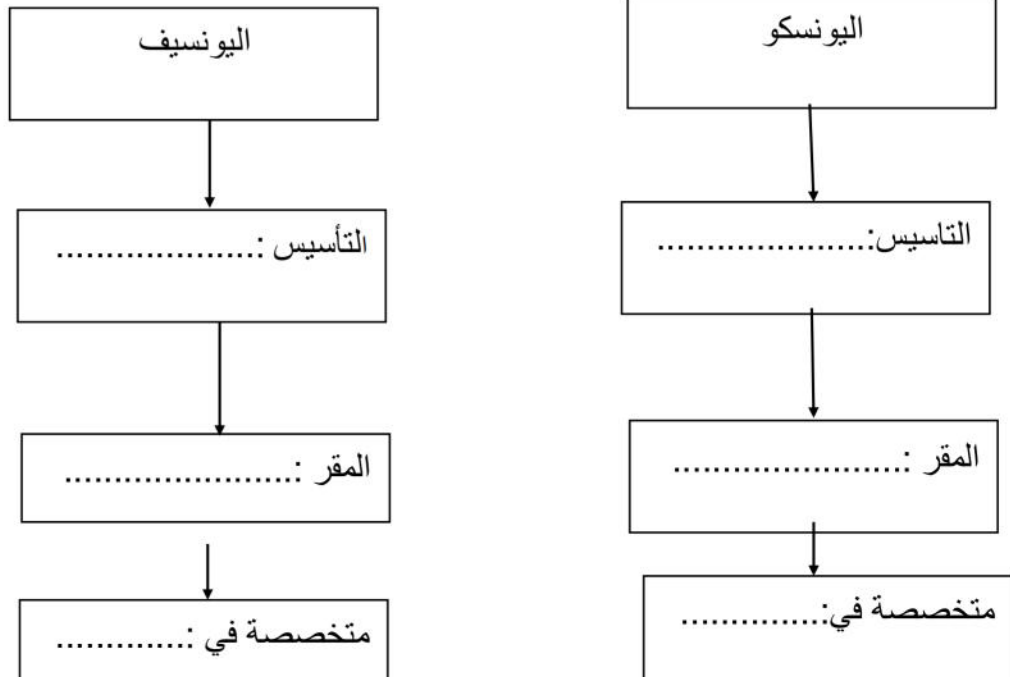 اليونسكو
التاسيس:.....................
المقر :.......................
متخصصة في:...............
اليونسيف
التأسيس :....................
المقر :.......................
متخصصة في :.............